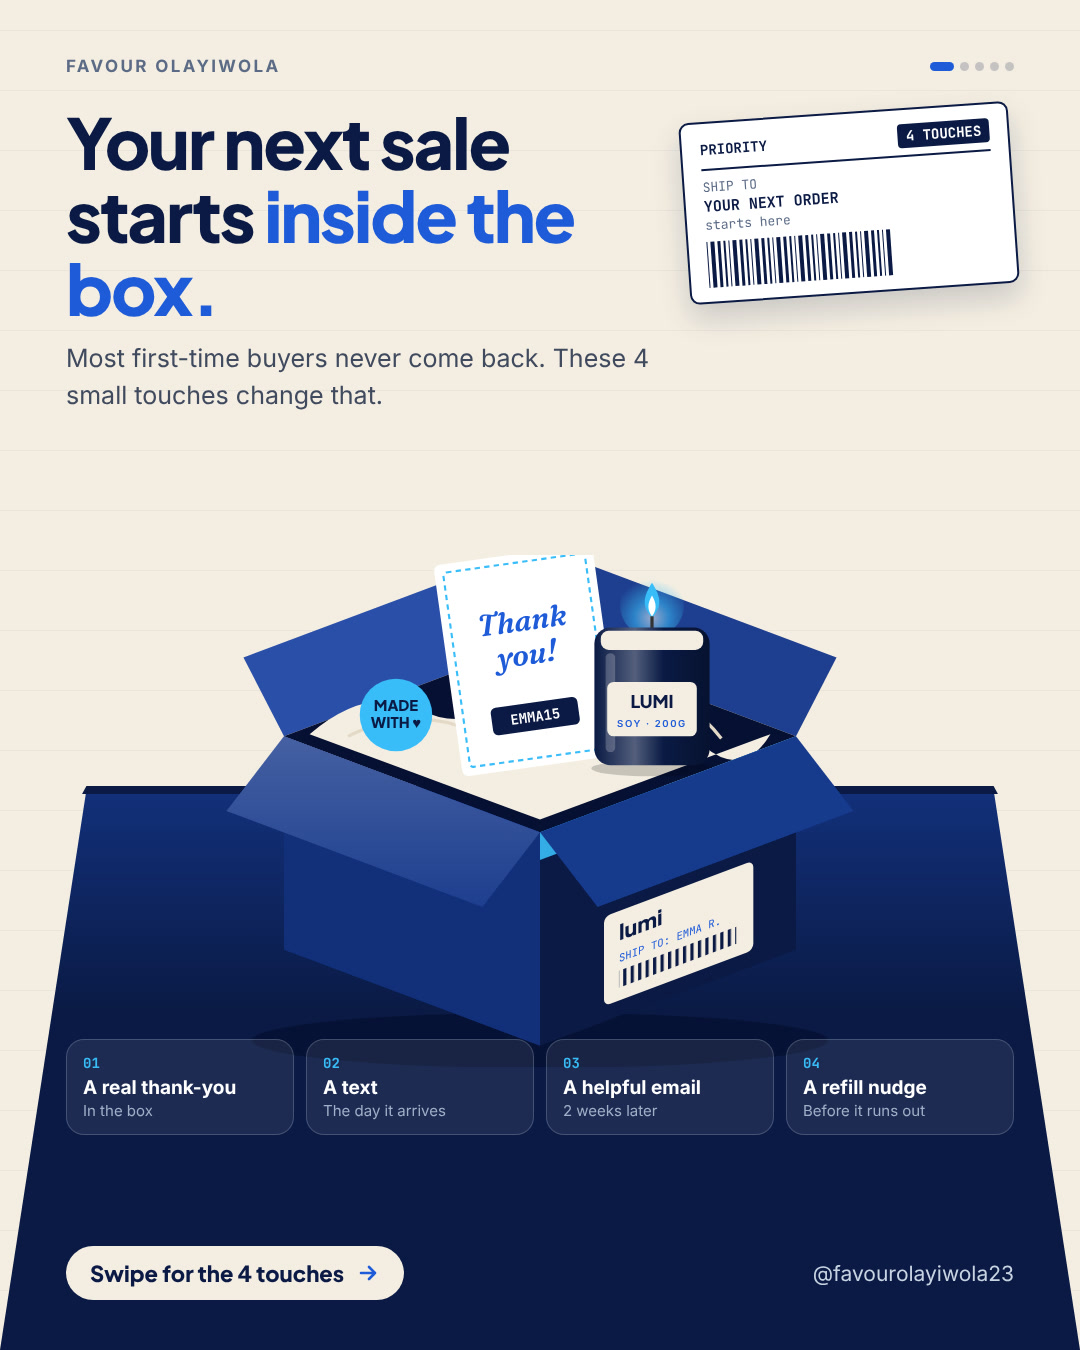 FAVOUR OLAYIWOLA
Your next sale
starts inside the
box.
Most first-time buyers never come back. These 4
small touches change that.
PRIORITY
4 TOUCHES
SHIP TO
YOUR NEXT ORDER
starts here
Thank
you!
EMMA15
MADE
WITH ♥
LUMI
SOY · 200G
lumi
SHIP TO: EMMA R.
01
A real thank-you
In the box
02
A text
The day it arrives
03
A helpful email
2 weeks later
04
A refill nudge
Before it runs out
Swipe for the 4 touches →
@favourolayiwola23